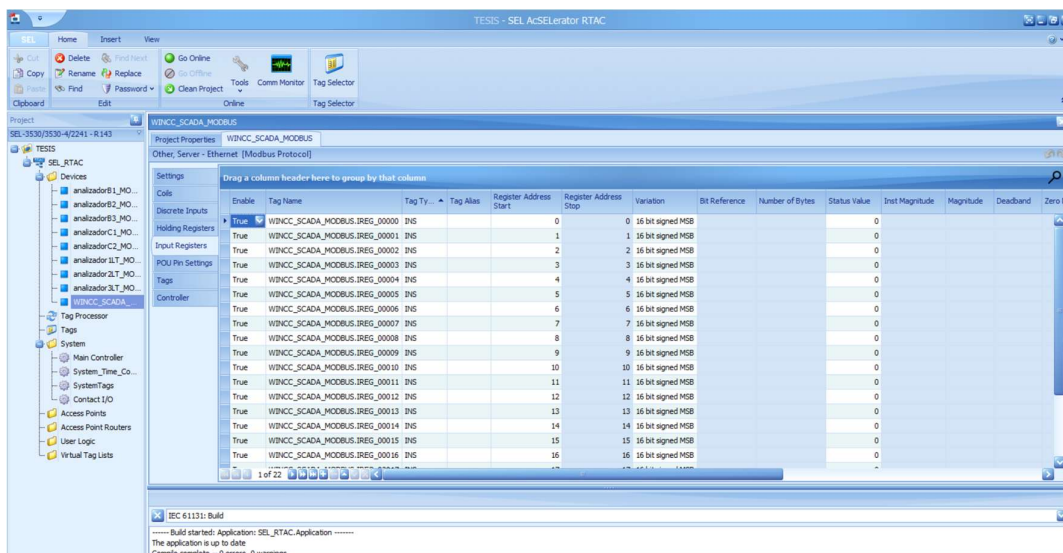 TESIS - SEL AcSELerator RTAC
SEL Home Insert View
Cut Delete Find Next Go Online
Copy Rename Replace Go Offline Tools Comm Monitor Tag Selector
Paste Find Password Clean Project
Clipboard Edit Online Tag Selector
Project
SEL-3530/3530-4/2241 - R143
TESIS
SEL_RTAC
Devices
analizadorB1_MO...
analizadorB2_MO...
analizadorB3_MO...
analizadorC1_MO...
analizadorC2_MO...
analizador1LT_MO...
analizador2LT_MO...
analizador3LT_MO...
WINCC_SCADA_...
Tag Processor
Tags
System
Main Controller
System_Time_Co...
SystemTags
Contact I/O
Access Points
Access Point Routers
User Logic
Virtual Tag Lists
WINCC_SCADA_MODBUS
Project Properties WINCC_SCADA_MODBUS
Other, Server - Ethernet [Modbus Protocol]
Settings
Coils
Discrete Inputs
Holding Registers
Input Registers
POU Pin Settings
Tags
Controller
Drag a column header here to group by that column
Enable Tag Name Tag Ty... Tag Alias Register Address Start Register Address Stop Variation Bit Reference Number of Bytes Status Value Inst Magnitude Magnitude Deadband Zero
True WINCC_SCADA_MODBUS.IREG_00000 INS 0 0 16 bit signed MSB 0
True WINCC_SCADA_MODBUS.IREG_00001 INS 1 1 16 bit signed MSB 0
True WINCC_SCADA_MODBUS.IREG_00002 INS 2 2 16 bit signed MSB 0
True WINCC_SCADA_MODBUS.IREG_00003 INS 3 3 16 bit signed MSB 0
True WINCC_SCADA_MODBUS.IREG_00004 INS 4 4 16 bit signed MSB 0
True WINCC_SCADA_MODBUS.IREG_00005 INS 5 5 16 bit signed MSB 0
True WINCC_SCADA_MODBUS.IREG_00006 INS 6 6 16 bit signed MSB 0
True WINCC_SCADA_MODBUS.IREG_00007 INS 7 7 16 bit signed MSB 0
True WINCC_SCADA_MODBUS.IREG_00008 INS 8 8 16 bit signed MSB 0
True WINCC_SCADA_MODBUS.IREG_00009 INS 9 9 16 bit signed MSB 0
True WINCC_SCADA_MODBUS.IREG_00010 INS 10 10 16 bit signed MSB 0
True WINCC_SCADA_MODBUS.IREG_00011 INS 11 11 16 bit signed MSB 0
True WINCC_SCADA_MODBUS.IREG_00012 INS 12 12 16 bit signed MSB 0
True WINCC_SCADA_MODBUS.IREG_00013 INS 13 13 16 bit signed MSB 0
True WINCC_SCADA_MODBUS.IREG_00014 INS 14 14 16 bit signed MSB 0
True WINCC_SCADA_MODBUS.IREG_00015 INS 15 15 16 bit signed MSB 0
True WINCC_SCADA_MODBUS.IREG_00016 INS 16 16 16 bit signed MSB 0
1 of 22
IEC 61131: Build
------ Build started: Application: SEL_RTAC.Application -------
The application is up to date
Compile complete -- 0 errors, 0 warnings